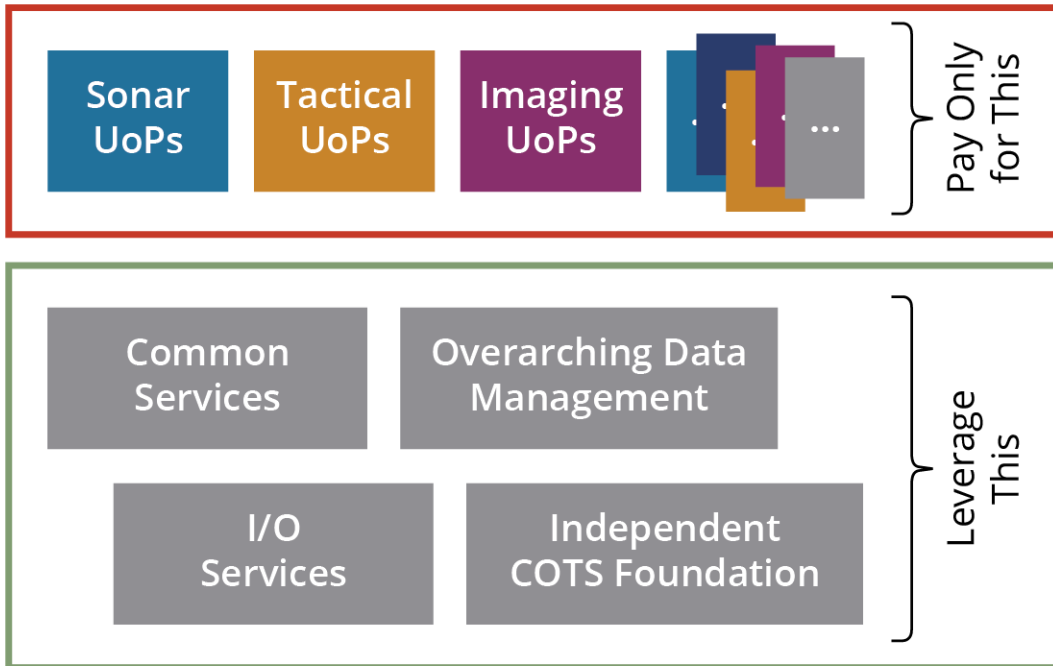 Sonar
UoPs
Tactical
UoPs
Imaging
UoPs
...
Pay Only
for This
Common
Services
Overarching Data
Management
I/O
Services
Independent
COTS Foundation
Leverage
This